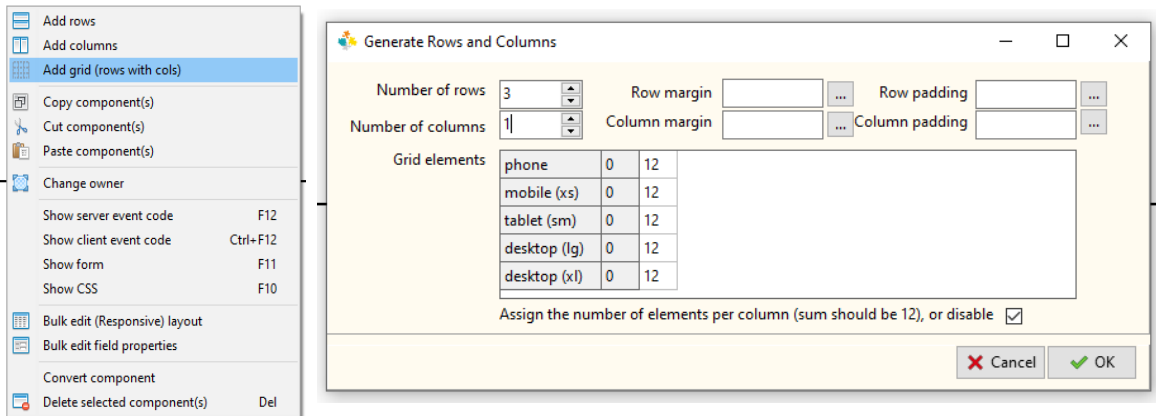 Add rows
Add columns
Add grid (rows with cols)
Copy component(s)
Cut component(s)
Paste component(s)
Change owner
Show server event code F12
Show client event code Ctrl+F12
Show form F11
Show CSS F10
Bulk edit (Responsive) layout
Bulk edit field properties
Convert component
Delete selected component(s) Del
Generate Rows and Columns
Number of rows 3 Row margin ... Row padding ...
Number of columns 1 Column margin ... Column padding ...
Grid elements
phone 0 12
mobile (xs) 0 12
tablet (sm) 0 12
desktop (lg) 0 12
desktop (xl) 0 12
Assign the number of elements per column (sum should be 12), or disable
Cancel OK